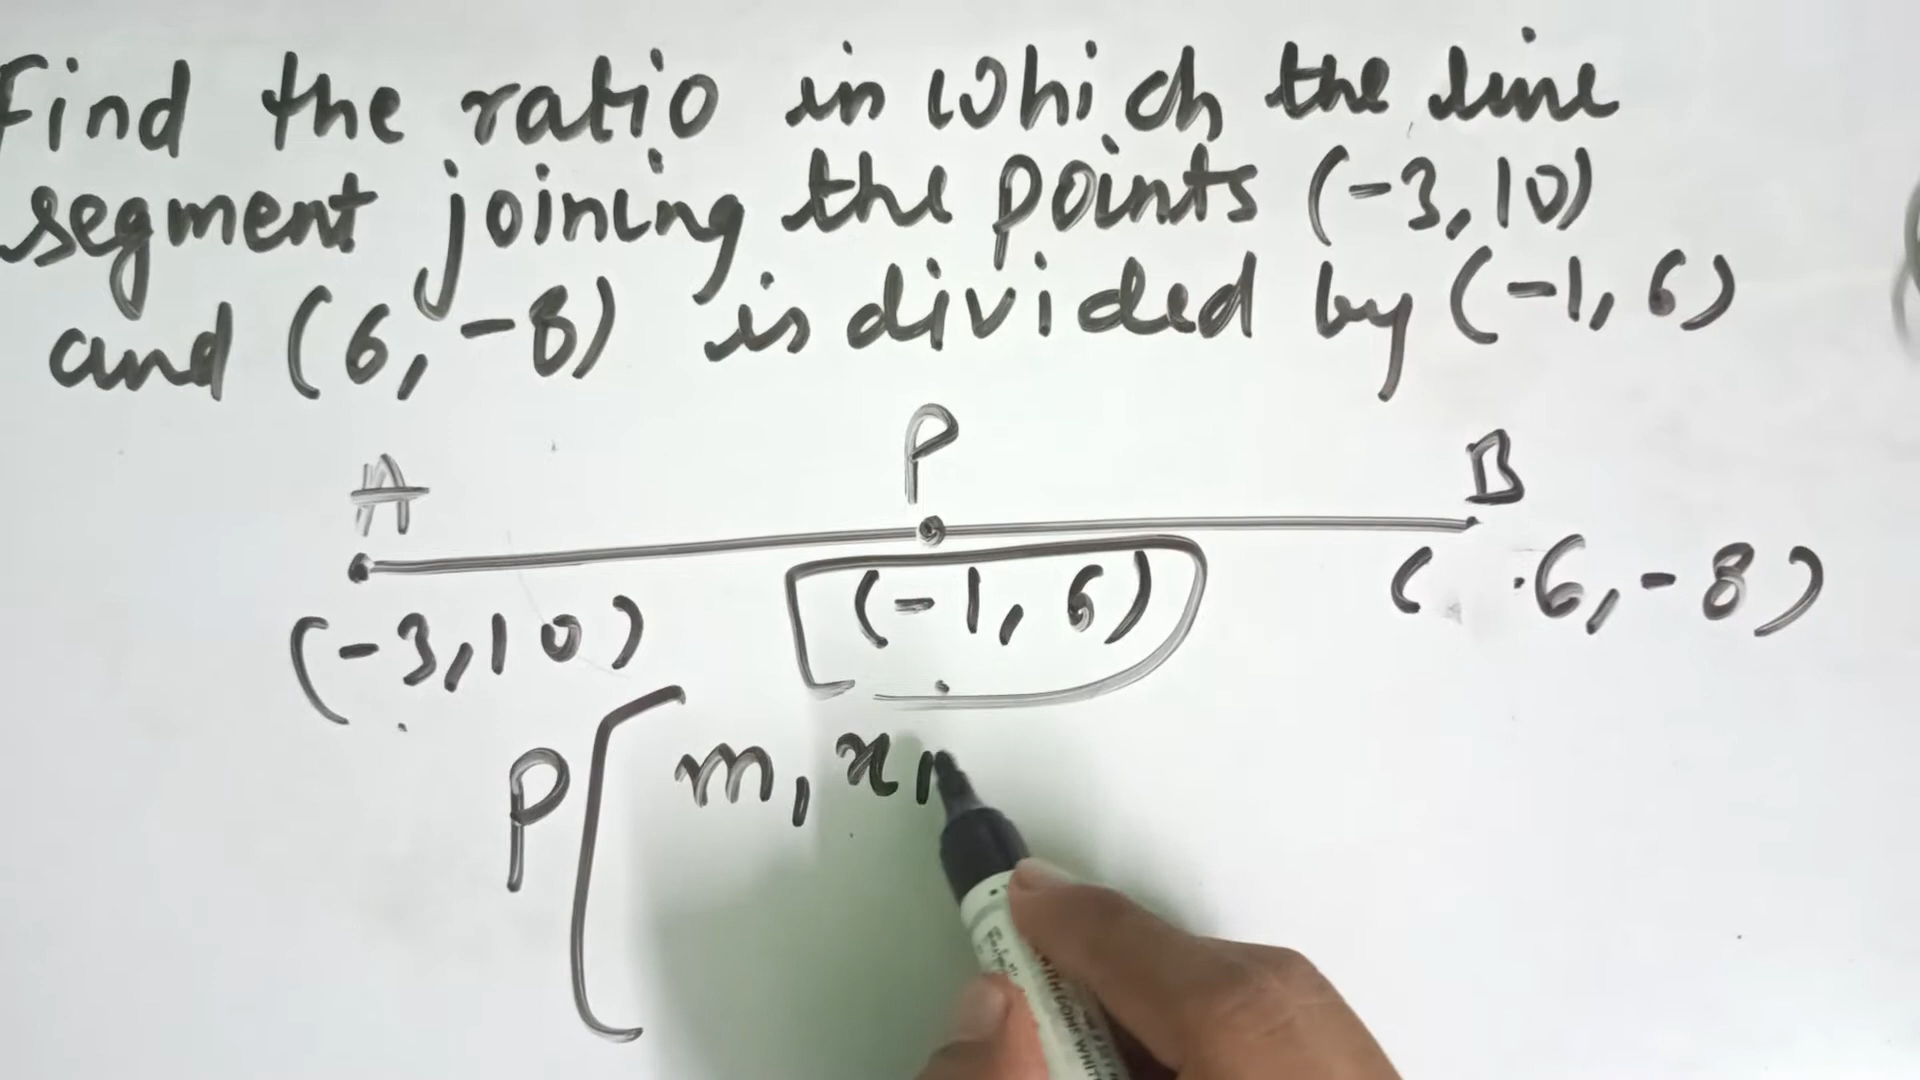 Find the ratio in which the line
segment joining the points (-3,10)
and (6,-8) is divided by (-1,6)
A P B
(-3,10) (-1,6) (6,-8)
P[ m, x,